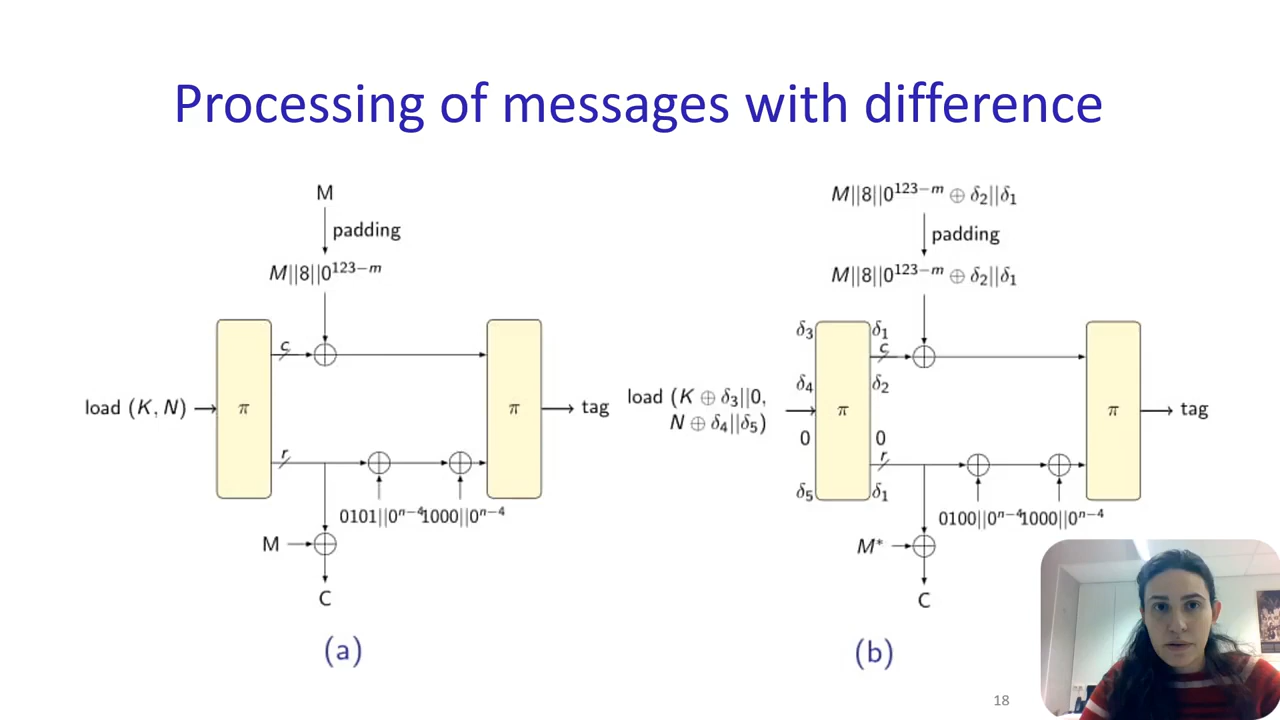 Processing of messages with difference
M
padding
M||8||0^{123−m}
c
load (K, N)
π
π
tag
r
0101||0^{n−4}
1000||0^{n−4}
M
C
(a)
M||8||0^{123−m} ⊕ δ₂||δ₁
padding
M||8||0^{123−m} ⊕ δ₂||δ₁
δ₃
δ₁
c
δ₄
δ₂
load (K ⊕ δ₃||0,
N ⊕ δ₄||δ₅)
π
π
tag
0
0
r
δ₅
δ₁
0100||0^{n−4}
1000||0^{n−4}
M*
C
(b)
18